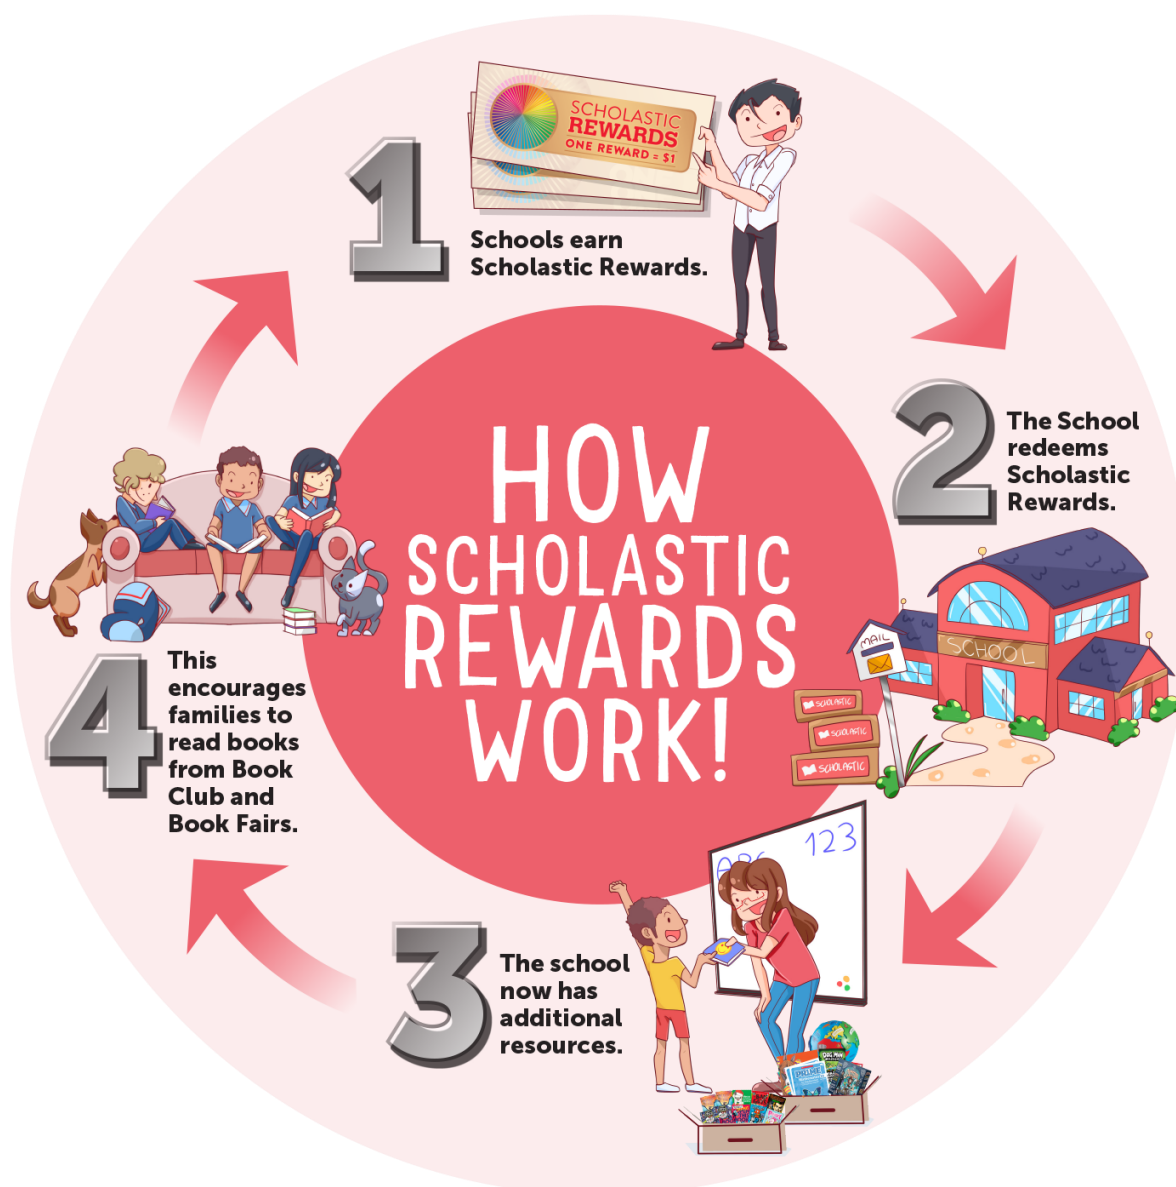 1
SCHOLASTIC
REWARDS
ONE REWARD = $1
Schools earn
Scholastic Rewards.
2
The School
redeems
Scholastic
Rewards.
HOW
SCHOLASTIC
REWARDS
WORK!
MAIL
SCHOOL
SCHOLASTIC
SCHOLASTIC
SCHOLASTIC
123
3
The school
now has
additional
resources.
4
This
encourages
families to
read books
from Book
Club and
Book Fairs.